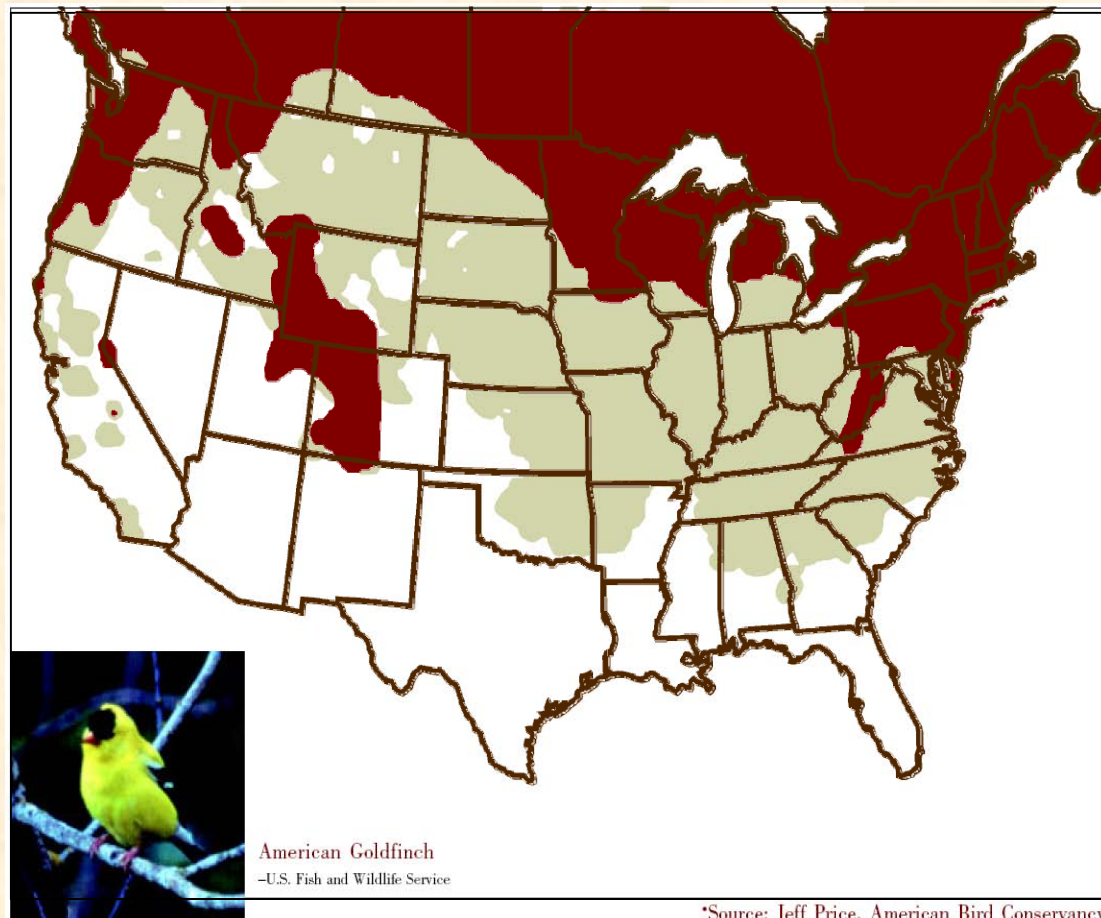 American Goldfinch
–U.S. Fish and Wildlife Service
*Source: Jeff Price, American Bird Conservancy